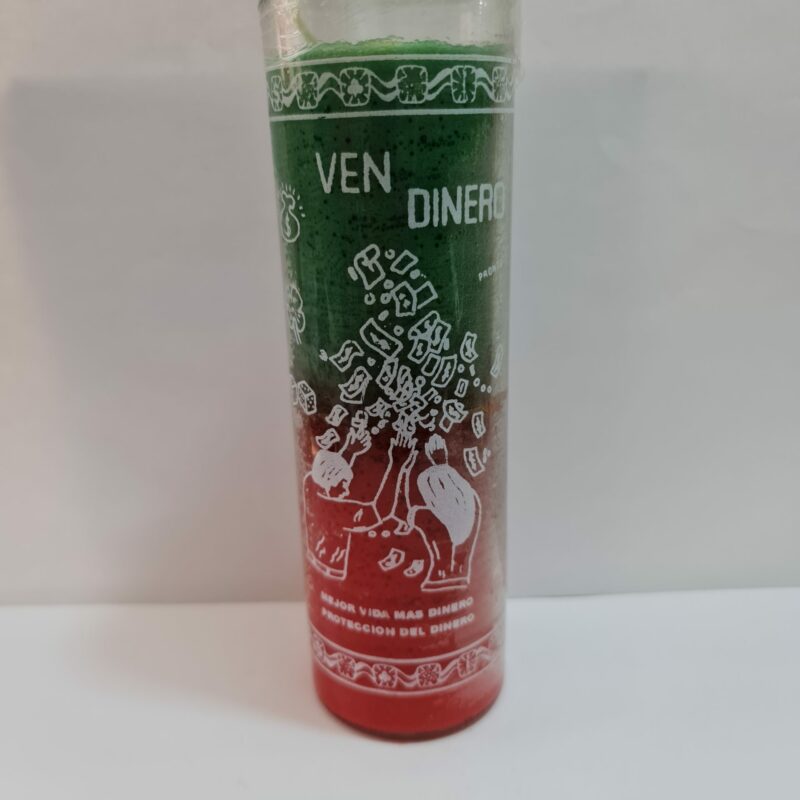 VEN
DINERO
MEJOR VIDA MAS DINERO
PROTECCION DEL DINERO